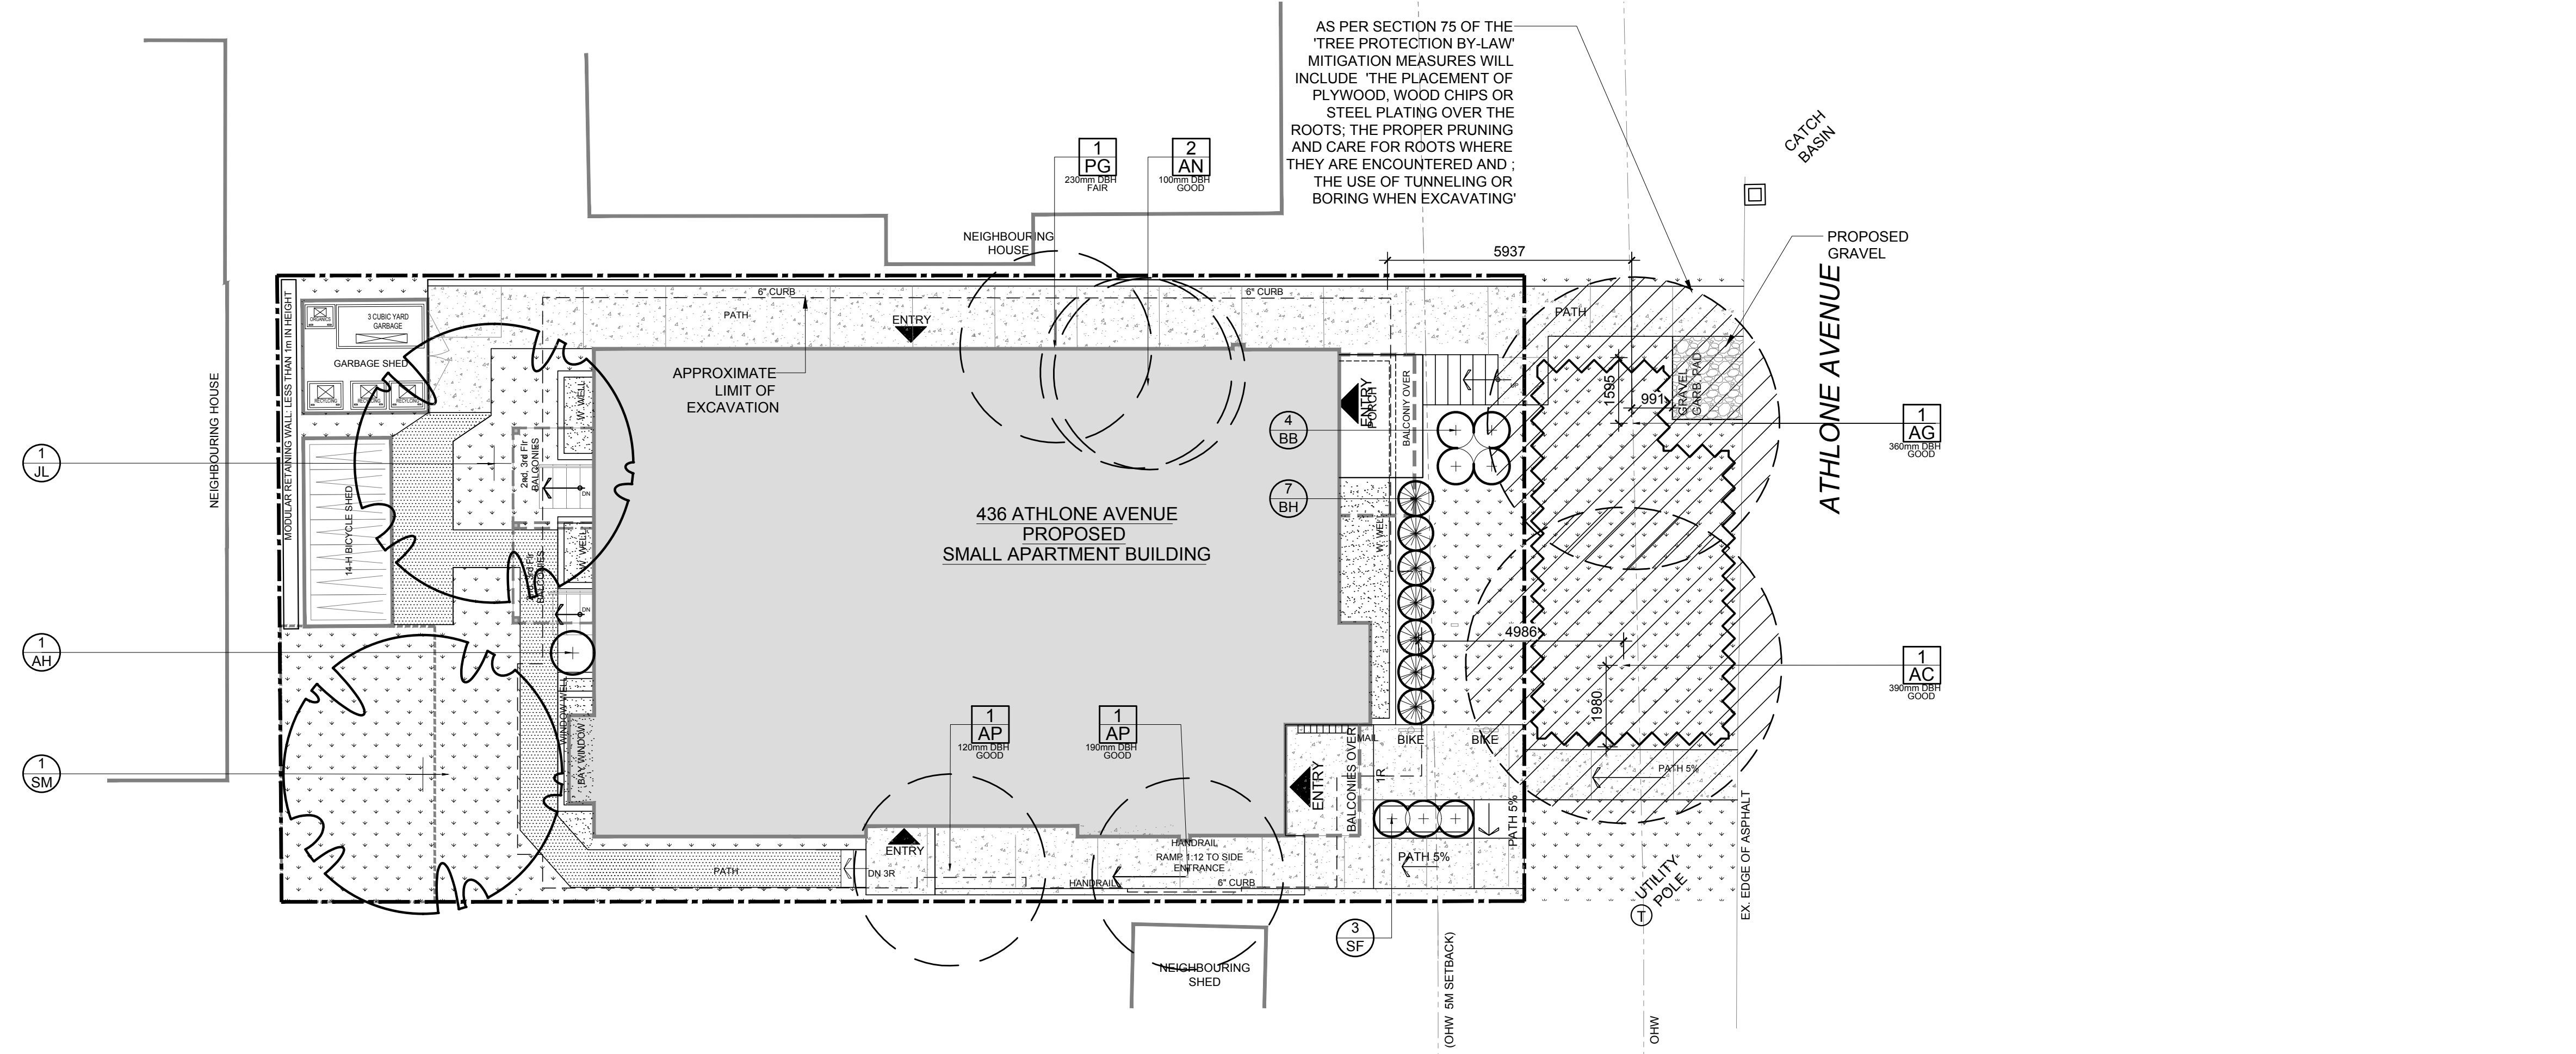 AS PER SECTION 75 OF THE
'TREE PROTECTION BY-LAW'
MITIGATION MEASURES WILL
INCLUDE 'THE PLACEMENT OF
PLYWOOD, WOOD CHIPS OR
STEEL PLATING OVER THE
ROOTS; THE PROPER PRUNING
AND CARE FOR ROOTS WHERE
THEY ARE ENCOUNTERED AND ;
THE USE OF TUNNELING OR
BORING WHEN EXCAVATING'
CATCH
BASIN
1
PG
230mm DBH
FAIR
2
AN
100mm DBH
GOOD
NEIGHBOURING
HOUSE
5937
PROPOSED
GRAVEL
ATHLONE AVENUE
6" CURB
6" CURB
PATH
ENTRY
PATH
MODULAR RETAINING WALL: LESS THAN 1m IN HEIGHT
ORGANICS
3 CUBIC YARD
GARBAGE
GARBAGE SHED
RECYCLING
RECYCLING
RECYCLING
NEIGHBOURING HOUSE
APPROXIMATE
LIMIT OF
EXCAVATION
W. WELL
ENTRY
PORCH
BALCONIY OVER
UP
1595
991
GRAVEL
GARB. PAD
1
AG
360mm DBH
GOOD
4
BB
1
JL
2nd, 3rd Flr
BALCONIES
DN
7
BH
14-H BICYCLE SHED
436 ATHLONE AVENUE
PROPOSED
SMALL APARTMENT BUILDING
W. WELL
W. WELL
BALCONIES
DN
1
AH
4986
1
AC
390mm DBH
GOOD
1980
WINDOW WELL
BAY WINDOW
1
SM
1
AP
120mm DBH
GOOD
1
AP
190mm DBH
GOOD
MAIL
BIKE
BIKE
ENTRY
BALCONIES OVER
1R
PATH 5%
PATH 5%
EX. EDGE OF ASPHALT
ENTRY
HANDRAIL
RAMP 1:12 TO SIDE
ENTRANCE
PATH 5%
PATH
DN 3R
HANDRAIL
6" CURB
UTILITY
POLE
T
3
SF
NEIGHBOURING
SHED
(OHW 5M SETBACK)
OHW